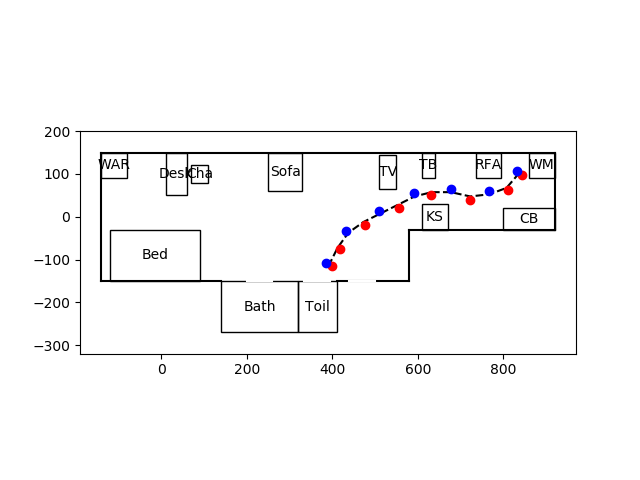 200
100
0
−100
−200
−300
WAR
Desk
Cha
Sofa
TV
TB
RFA
WM
KS
CB
Bed
Bath
Toil
0
200
400
600
800